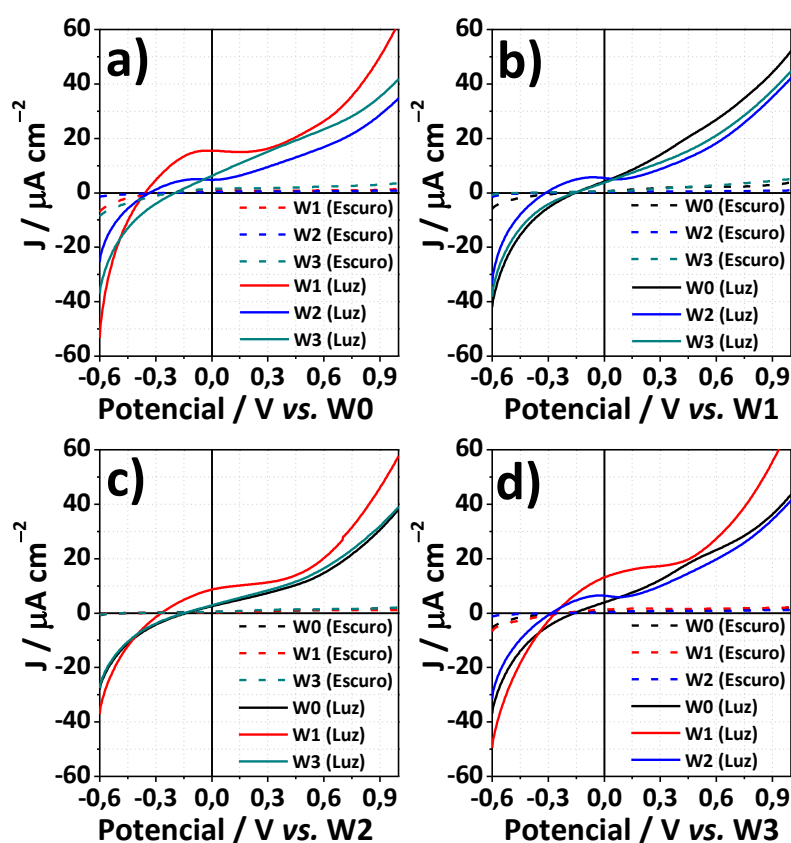 a)
J / μA cm⁻²
60
40
20
0
-20
-40
-60
W1 (Escuro)
W2 (Escuro)
W3 (Escuro)
W1 (Luz)
W2 (Luz)
W3 (Luz)
-0,6 -0,3 0,0 0,3 0,6 0,9
Potencial / V vs. W0
b)
J / μA cm⁻²
60
40
20
0
-20
-40
-60
W0 (Escuro)
W2 (Escuro)
W3 (Escuro)
W0 (Luz)
W2 (Luz)
W3 (Luz)
-0,6 -0,3 0,0 0,3 0,6 0,9
Potencial / V vs. W1
c)
J / μA cm⁻²
60
40
20
0
-20
-40
-60
W0 (Escuro)
W1 (Escuro)
W3 (Escuro)
W0 (Luz)
W1 (Luz)
W3 (Luz)
-0,6 -0,3 0,0 0,3 0,6 0,9
Potencial / V vs. W2
d)
J / μA cm⁻²
60
40
20
0
-20
-40
-60
W0 (Escuro)
W1 (Escuro)
W2 (Escuro)
W0 (Luz)
W1 (Luz)
W2 (Luz)
-0,6 -0,3 0,0 0,3 0,6 0,9
Potencial / V vs. W3